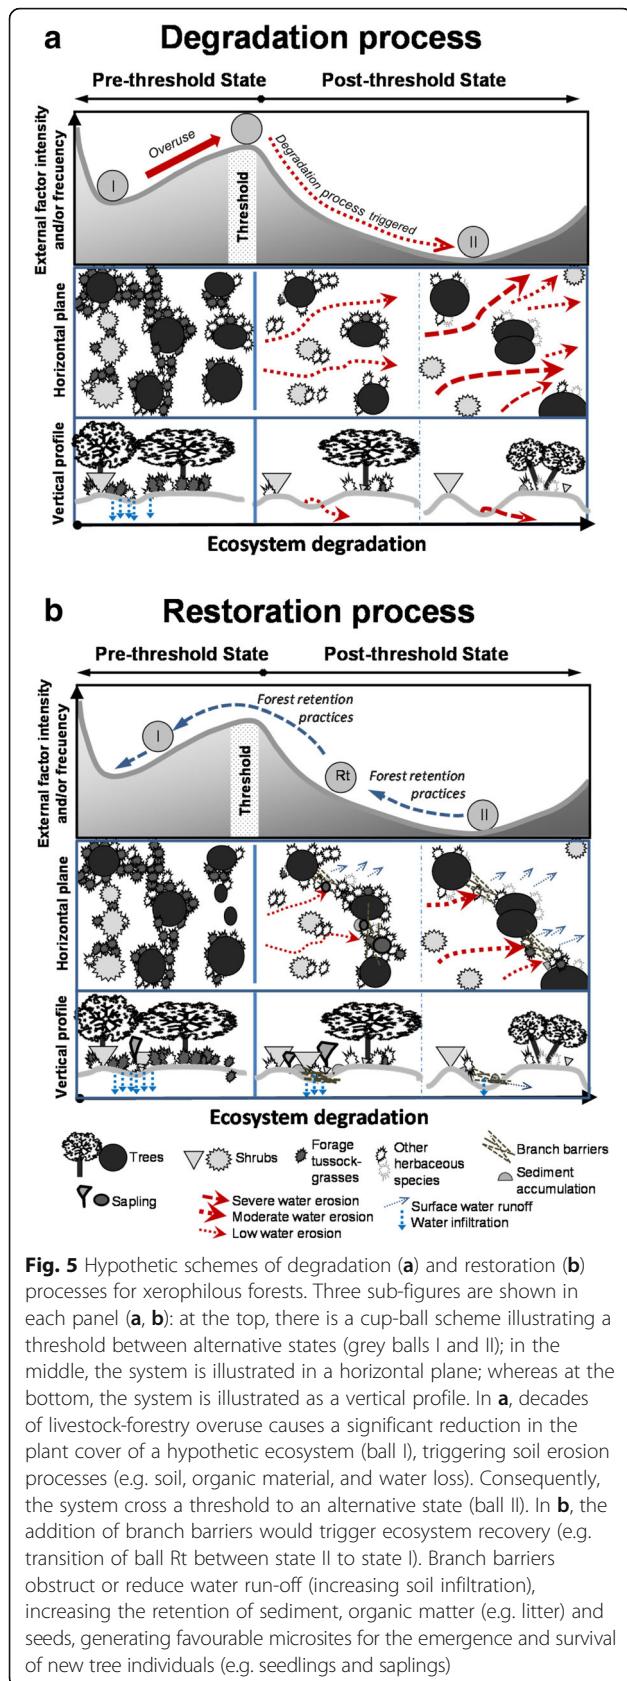 a Degradation process
Pre-threshold State Post-threshold State
External factor intensity
and/or frecuency
I
Overuse
Threshold
Degradation process triggered
II
Horizontal plane
Vertical profile
Ecosystem degradation
b Restoration process
Pre-threshold State Post-threshold State
External factor intensity
and/or frecuency
Forest retention
practices
I
Threshold
Rt
Forest retention
practices
II
Horizontal plane
Vertical profile
Ecosystem degradation
Trees
Shrubs
Forage
tussock-
grasses
Other
herbaceous
species
Branch barriers
Sediment
accumulation
Sapling
Severe water erosion
Moderate water erosion
Low water erosion
Surface water runoff
Water infiltration
Fig. 5 Hypothetic schemes of degradation (a) and restoration (b)
processes for xerophilous forests. Three sub-figures are shown in
each panel (a, b): at the top, there is a cup-ball scheme illustrating a
threshold between alternative states (grey balls I and II); in the
middle, the system is illustrated in a horizontal plane; whereas at the
bottom, the system is illustrated as a vertical profile. In a, decades
of livestock-forestry overuse causes a significant reduction in the
plant cover of a hypothetic ecosystem (ball I), triggering soil erosion
processes (e.g. soil, organic material, and water loss). Consequently,
the system cross a threshold to an alternative state (ball II). In b, the
addition of branch barriers would trigger ecosystem recovery (e.g.
transition of ball Rt between state II to state I). Branch barriers
obstruct or reduce water run-off (increasing soil infiltration),
increasing the retention of sediment, organic matter (e.g. litter) and
seeds, generating favourable microsites for the emergence and survival
of new tree individuals (e.g. seedlings and saplings)